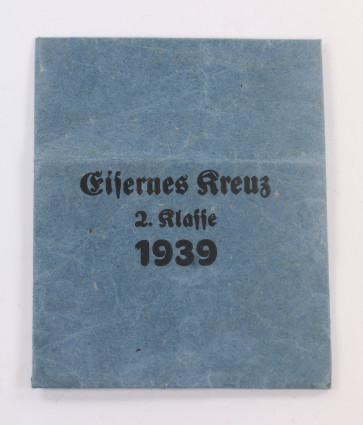 Eisernes Kreuz
2. Klasse
1939